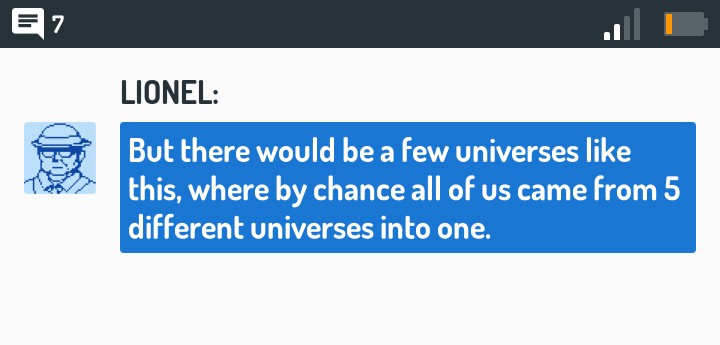 7
LIONEL:
But there would be a few universes like
this, where by chance all of us came from 5
different universes into one.